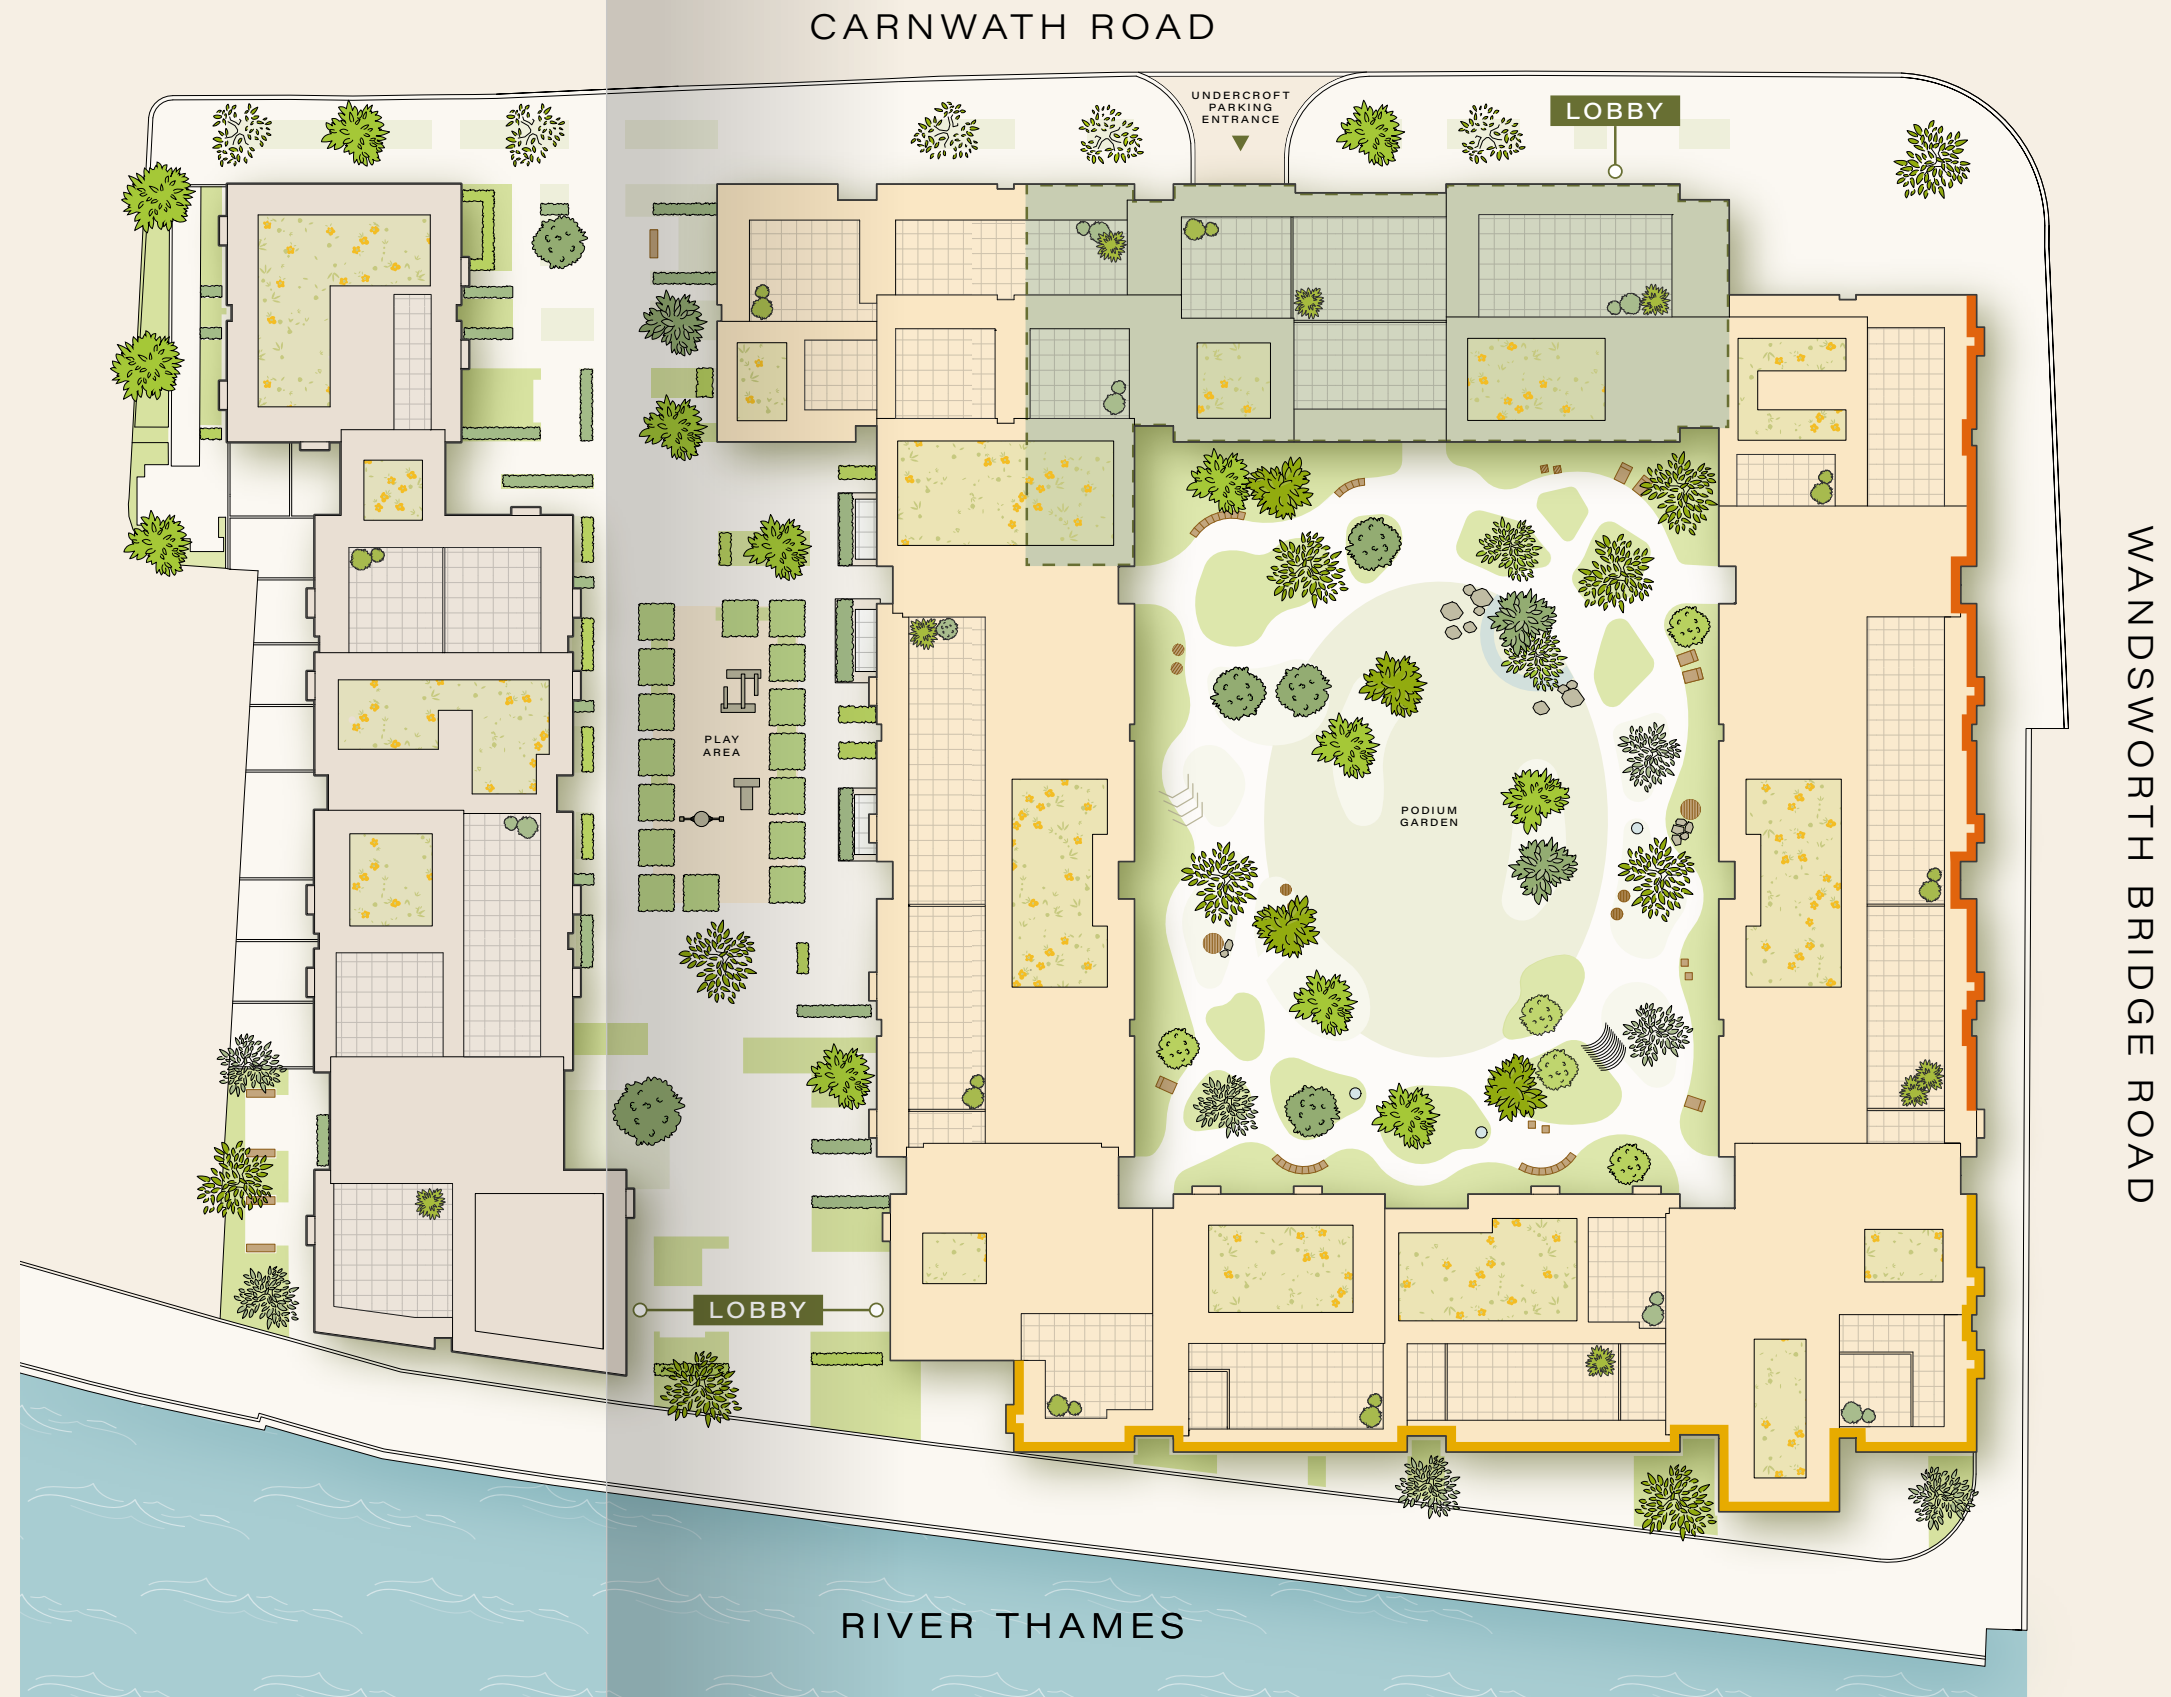 CARNWATH ROAD
UNDERCROFT
PARKING
ENTRANCE
LOBBY
WANDSWORTH BRIDGE ROAD
PLAY
AREA
PODIUM
GARDEN
LOBBY
RIVER THAMES